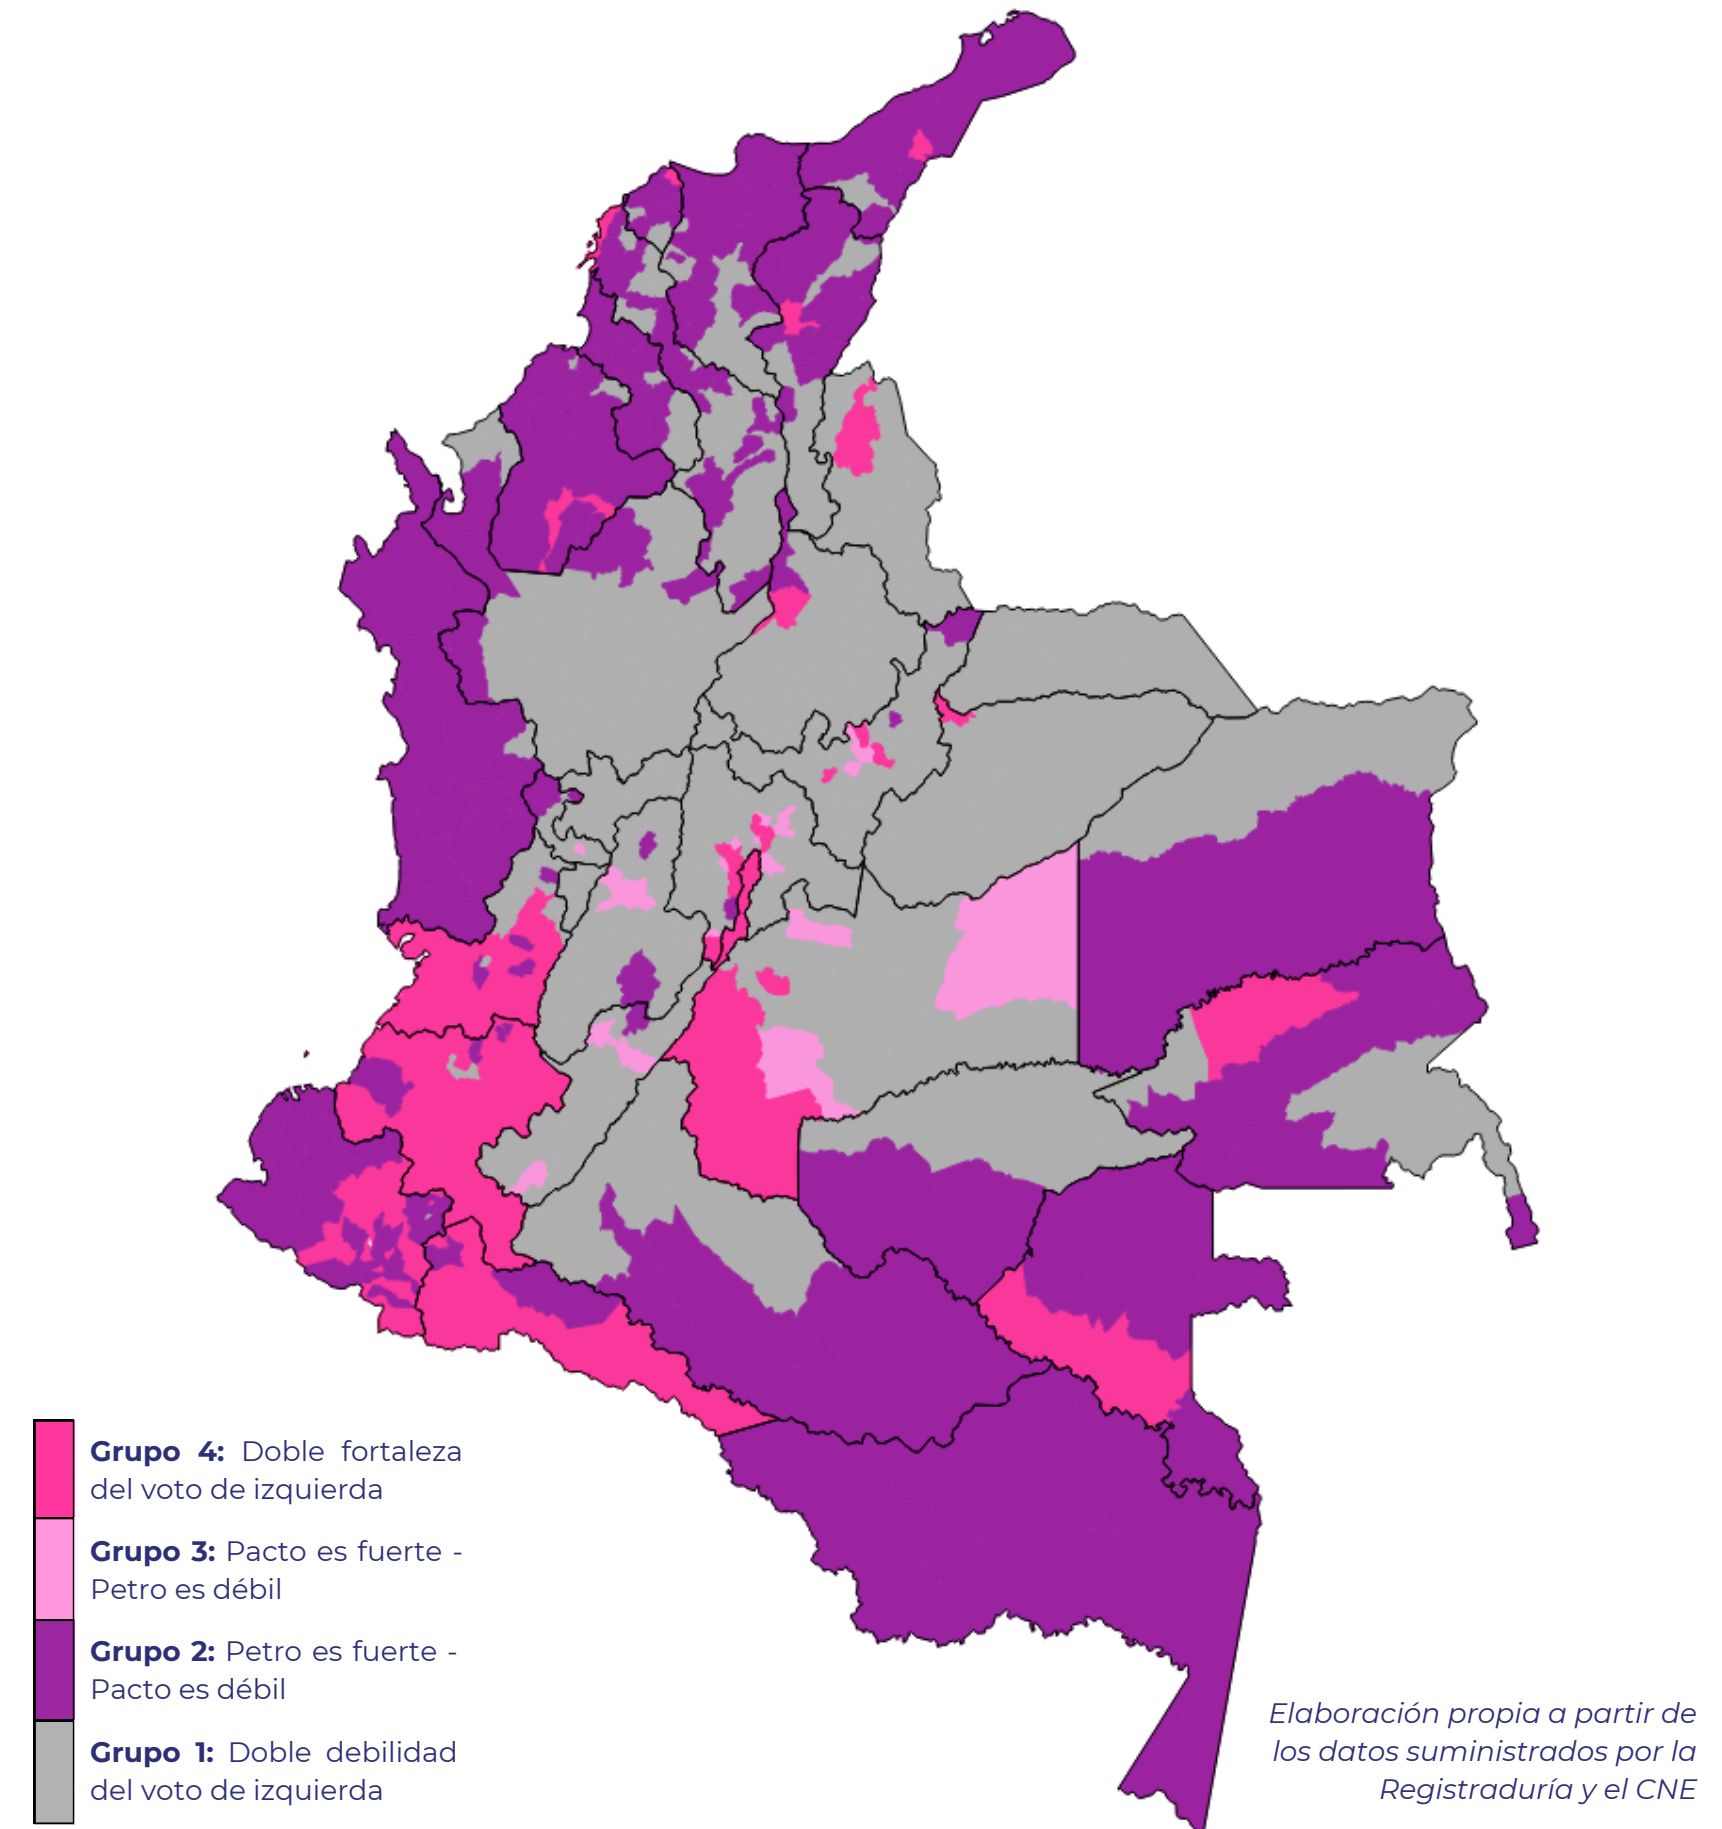 Grupo 4: Doble fortaleza
del voto de izquierda
Grupo 3: Pacto es fuerte -
Petro es débil
Grupo 2: Petro es fuerte -
Pacto es débil
Grupo 1: Doble debilidad
del voto de izquierda
Elaboración propia a partir de
los datos suministrados por la
Registraduría y el CNE